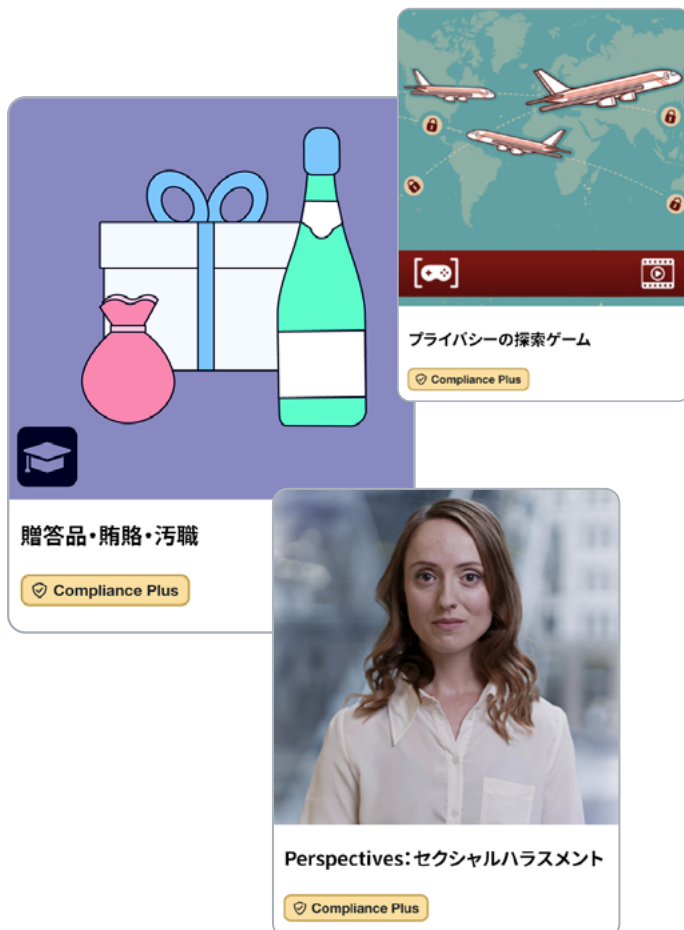 プライバシーの探索ゲーム
Compliance Plus
贈答品・賄賂・汚職
Compliance Plus
Perspectives：セクシャルハラスメント
Compliance Plus